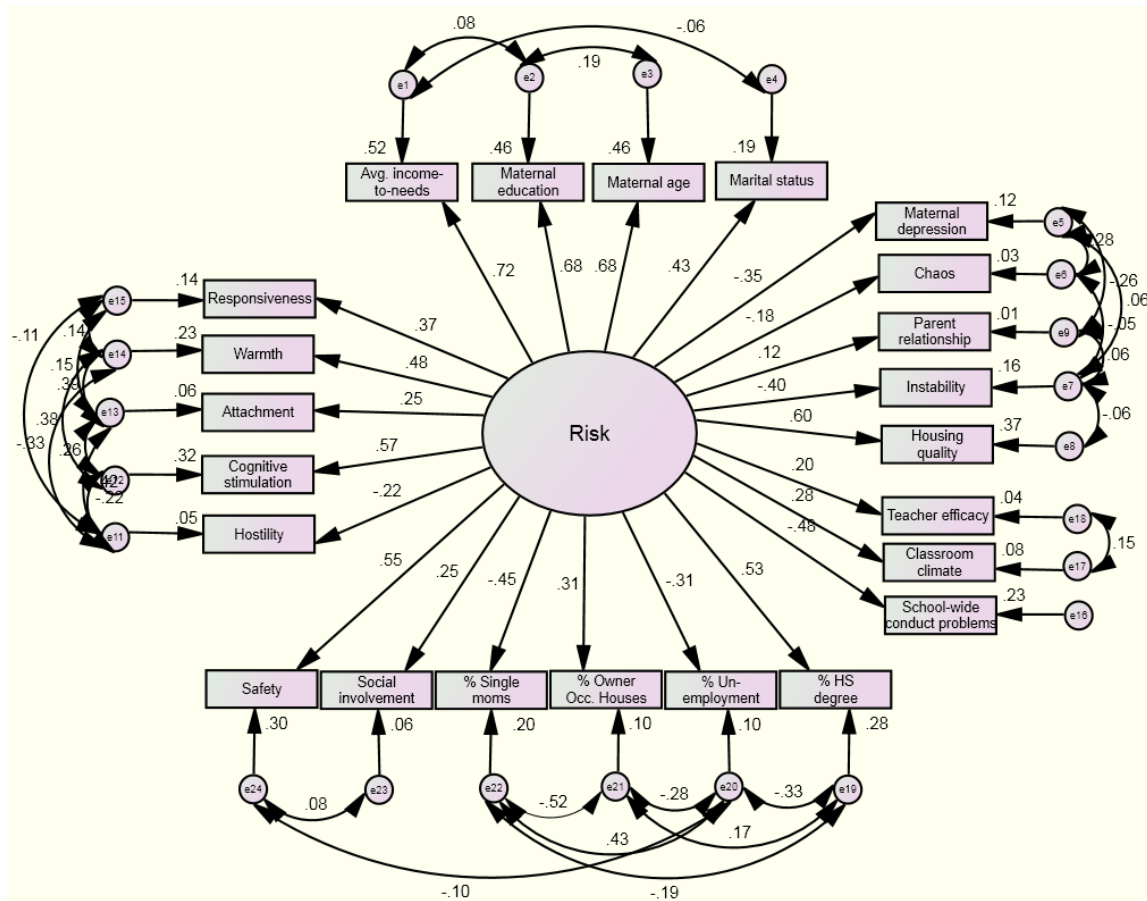 .08
-.06
.19
e1
e2
e3
e4
.52
.46
.46
.19
Avg. income-
to-needs
Maternal
education
Maternal age
Marital status
.72
.68
.68
.43
Maternal
depression
.12
e5
.28
Chaos
.03
e6
-.26
.06
Parent
relationship
.01
e9
-.05
.06
Instability
.16
e7
-.06
Housing
quality
.37
e8
-.35
-.18
.12
-.40
.60
Risk
e15
.14
Responsiveness
.37
-.11
.14
e14
.23
Warmth
.48
.15
.39
e13
.06
Attachment
.25
.38
-.33
.26
.32
Cognitive
stimulation
.57
-.22
e11
.05
Hostility
-.22
.20
.28
-.48
Teacher efficacy
.04
e18
.15
Classroom
climate
.08
e17
School-wide
conduct problems
.23
e16
.55
.25
-.45
.31
-.31
.53
Safety
Social
involvement
% Single
moms
% Owner
Occ. Houses
% Un-
employment
% HS
degree
.30
.06
.20
.10
.10
.28
e24
e23
e22
e21
e20
e19
.08
-.52
-.28
-.33
.43
.17
-.10
-.19